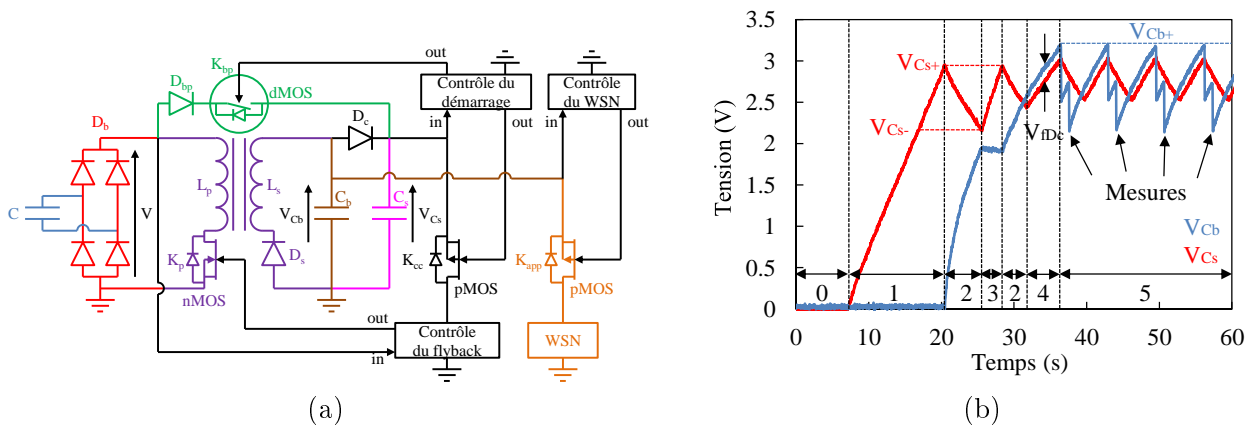 out
out
K_bp
D_bp
dMOS
Contrôle du
démarrage
Contrôle
du WSN
D_b
D_c
in
out
in
out
C
V
L_p
L_s
V_Cb
C_b
C_s
V_Cs
K_p
D_s
K_cc
K_app
nMOS
pMOS
pMOS
out
in
Contrôle
du flyback
WSN
(a)
Tension (V)
3.5
3
2.5
2
1.5
1
0.5
0
V_Cs+
V_Cs-
V_Cb+
V_fDc
Mesures
V_Cb
V_Cs
0
1
2
3
2
4
5
0
10
20
30
40
50
60
Temps (s)
(b)